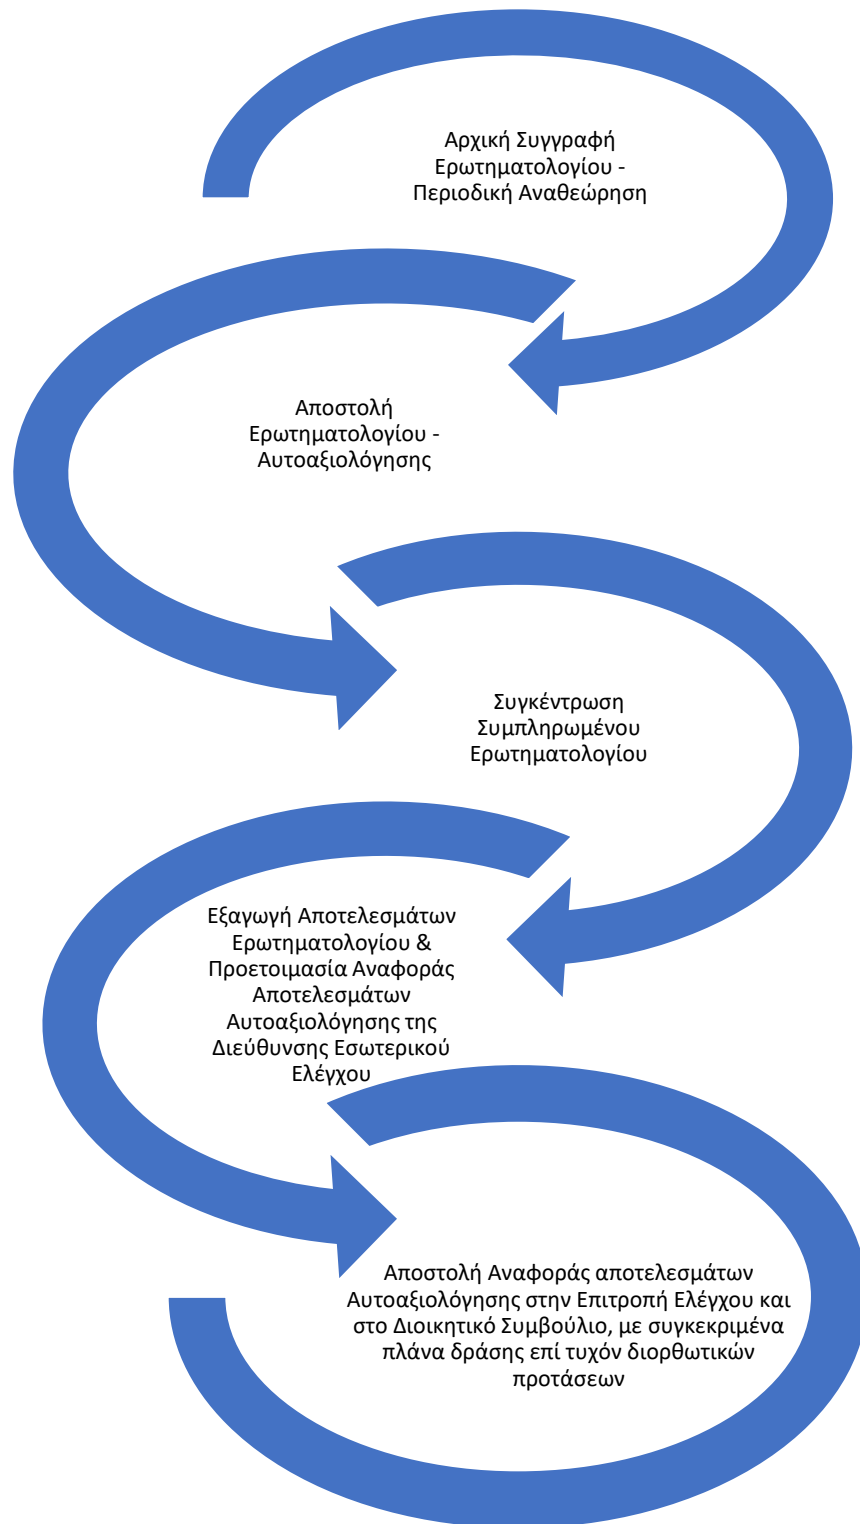 Αρχική Συγγραφή
Ερωτηματολογίου -
Περιοδική Αναθεώρηση
Αποστολή
Ερωτηματολογίου -
Αυτοαξιολόγησης
Συγκέντρωση
Συμπληρωμένου
Ερωτηματολογίου
Εξαγωγή Αποτελεσμάτων
Ερωτηματολογίου &
Προετοιμασία Αναφοράς
Αποτελεσμάτων
Αυτοαξιολόγησης της
Διεύθυνσης Εσωτερικού
Ελέγχου
Αποστολή Αναφοράς αποτελεσμάτων
Αυτοαξιολόγησης στην Επιτροπή Ελέγχου και
στο Διοικητικό Συμβούλιο, με συγκεκριμένα
πλάνα δράσης επί τυχόν διορθωτικών
προτάσεων